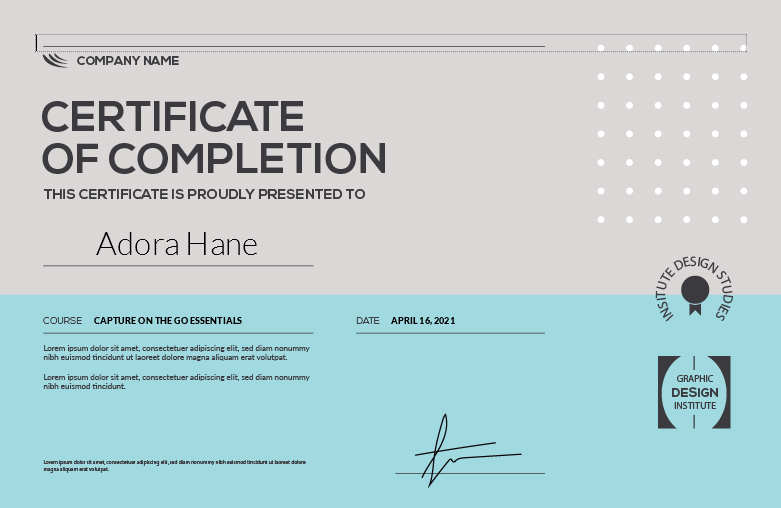 COMPANY NAME
CERTIFICATE
OF COMPLETION
THIS CERTIFICATE IS PROUDLY PRESENTED TO
Adora Hane
COURSE CAPTURE ON THE GO ESSENTIALS
DATE APRIL 16, 2021
Lorem ipsum dolor sit amet, consectetuer adipiscing elit, sed diam nonummy
nibh euismod tincidunt ut laoreet dolore magna aliquam erat volutpat.
Lorem ipsum dolor sit amet, consectetuer adipiscing elit, sed diam nonummy
nibh euismod tincidunt.
Lorem ipsum dolor sit amet, consectetuer adipiscing elit, sed diam nonummy nibh euismod tincidunt ut laoreet dolore
magna aliquam erat volutpat.
INSITUTE DESIGN STUDIES
GRAPHIC
DESIGN
INSTITUTE